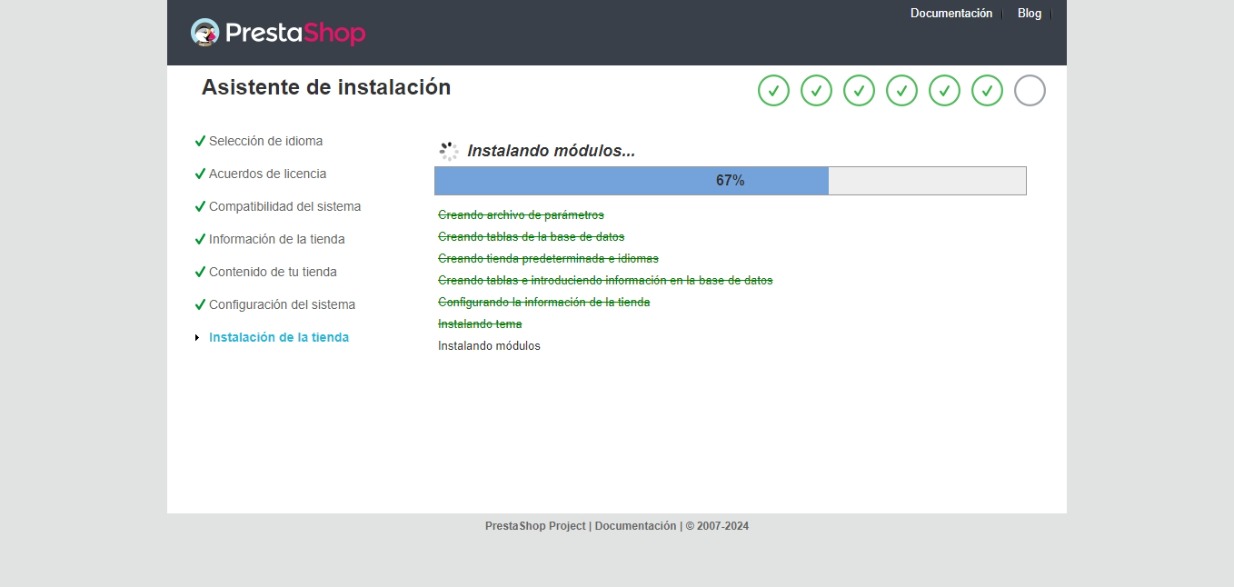 Documentación | Blog |
PrestaShop
Asistente de instalación
Selección de idioma
Acuerdos de licencia
Compatibilidad del sistema
Información de la tienda
Contenido de tu tienda
Configuración del sistema
Instalación de la tienda
Instalando módulos...
67%
Creando archivo de parámetros
Creando tablas de la base de datos
Creando tienda predeterminada e idiomas
Creando tablas e introduciendo información en la base de datos
Configurando la información de la tienda
Instalando tema
Instalando módulos
PrestaShop Project | Documentación | © 2007-2024